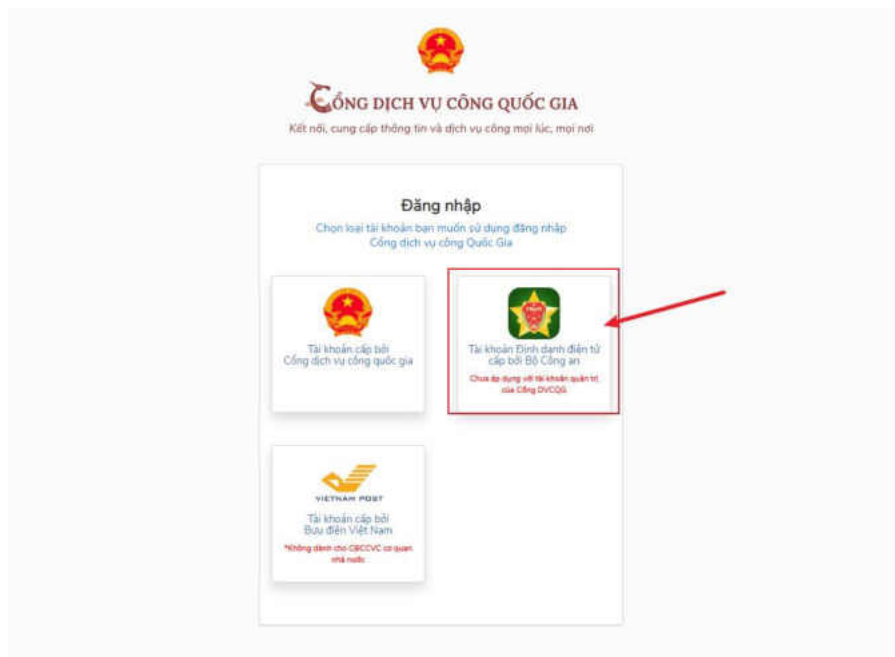 CỔNG DỊCH VỤ CÔNG QUỐC GIA
Kết nối, cung cấp thông tin và dịch vụ công mọi lúc, mọi nơi
Đăng nhập
Chọn loại tài khoản bạn muốn sử dụng đăng nhập
Cổng dịch vụ công Quốc Gia
Tài khoản cấp bởi
Cổng dịch vụ công quốc gia
Tài khoản Định danh điện tử
cấp bởi Bộ Công an
Chưa áp dụng với tài khoản quản trị
của Cổng DVCQG
VIETNAM POST
Tài khoản cấp bởi
Bưu điện Việt Nam
*Không dành cho CBCCVC cơ quan
nhà nước